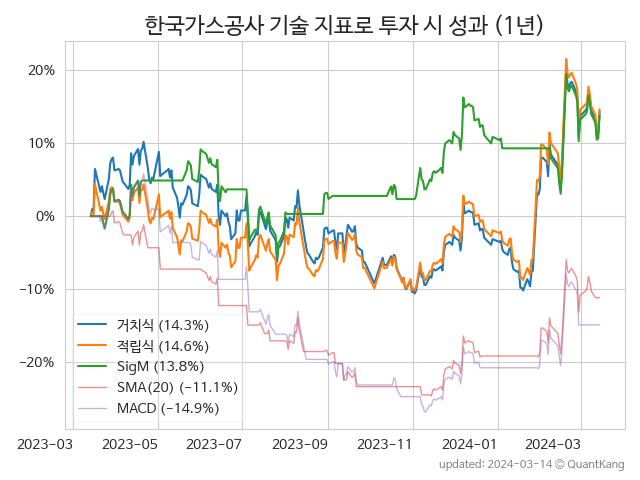 한국가스공사 기술 지표로 투자 시 성과 (1년)
20%
10%
0%
−10%
−20%
거치식 (14.3%)
적립식 (14.6%)
SigM (13.8%)
SMA(20) (−11.1%)
MACD (−14.9%)
2023-03 2023-05 2023-07 2023-09 2023-11 2024-01 2024-03
updated: 2024-03-14 © QuantKang